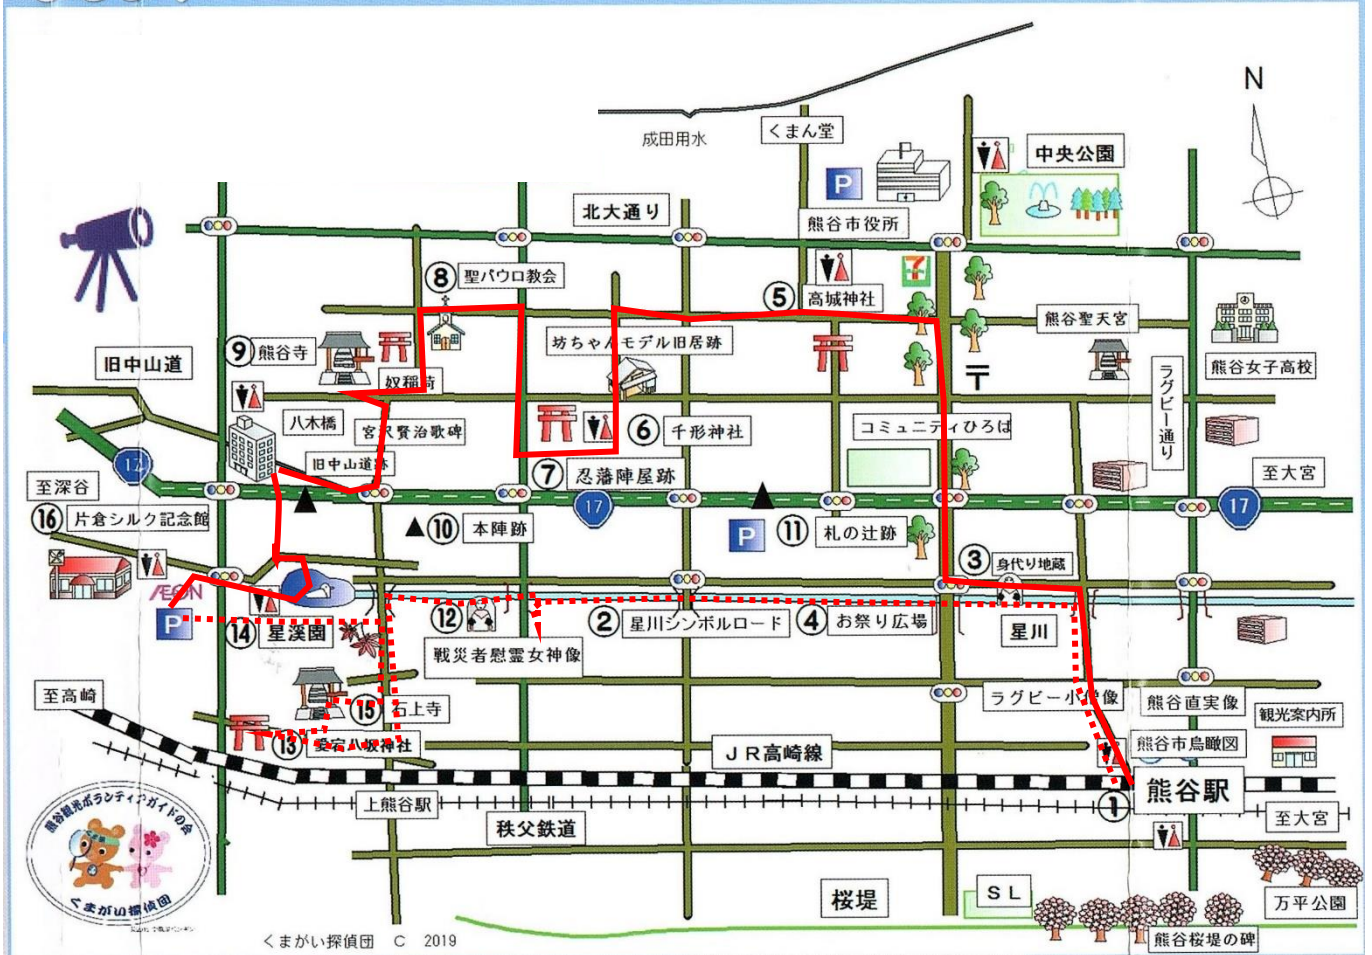 成田用水
くまん堂
N
中央公園
P
北大通り
熊谷市役所
⑧ 聖パウロ教会
⑤ 高城神社
7
熊谷聖天宮
坊ちゃんモデル旧居跡
⑨ 熊谷寺
旧中山道
奴稲荷
〒
ラグビー通り
熊谷女子高校
八木橋
宮沢賢治歌碑
⑥ 千形神社
コミュニティひろば
旧中山道跡
⑦ 忍藩陣屋跡
至大宮
17
17
17
至深谷
⑯ 片倉シルク記念館
⑩ 本陣跡
P
⑪ 札の辻跡
③ 身代り地蔵
ÆON
P
⑭ 星溪園
⑫
戦災者慰霊女神像
② 星川シンボルロード
④ お祭り広場
星川
至高崎
⑮ 石上寺
ラグビー小僧像
熊谷直実像
観光案内所
⑬ 愛宕八坂神社
JR高崎線
熊谷市鳥瞰図
①
熊谷駅
上熊谷駅
秩父鉄道
至大宮
熊谷観光ボランティアガイドの会
くまがい探偵団
桜堤
SL
万平公園
熊谷桜堤の碑
くまがい探偵団 C 2019